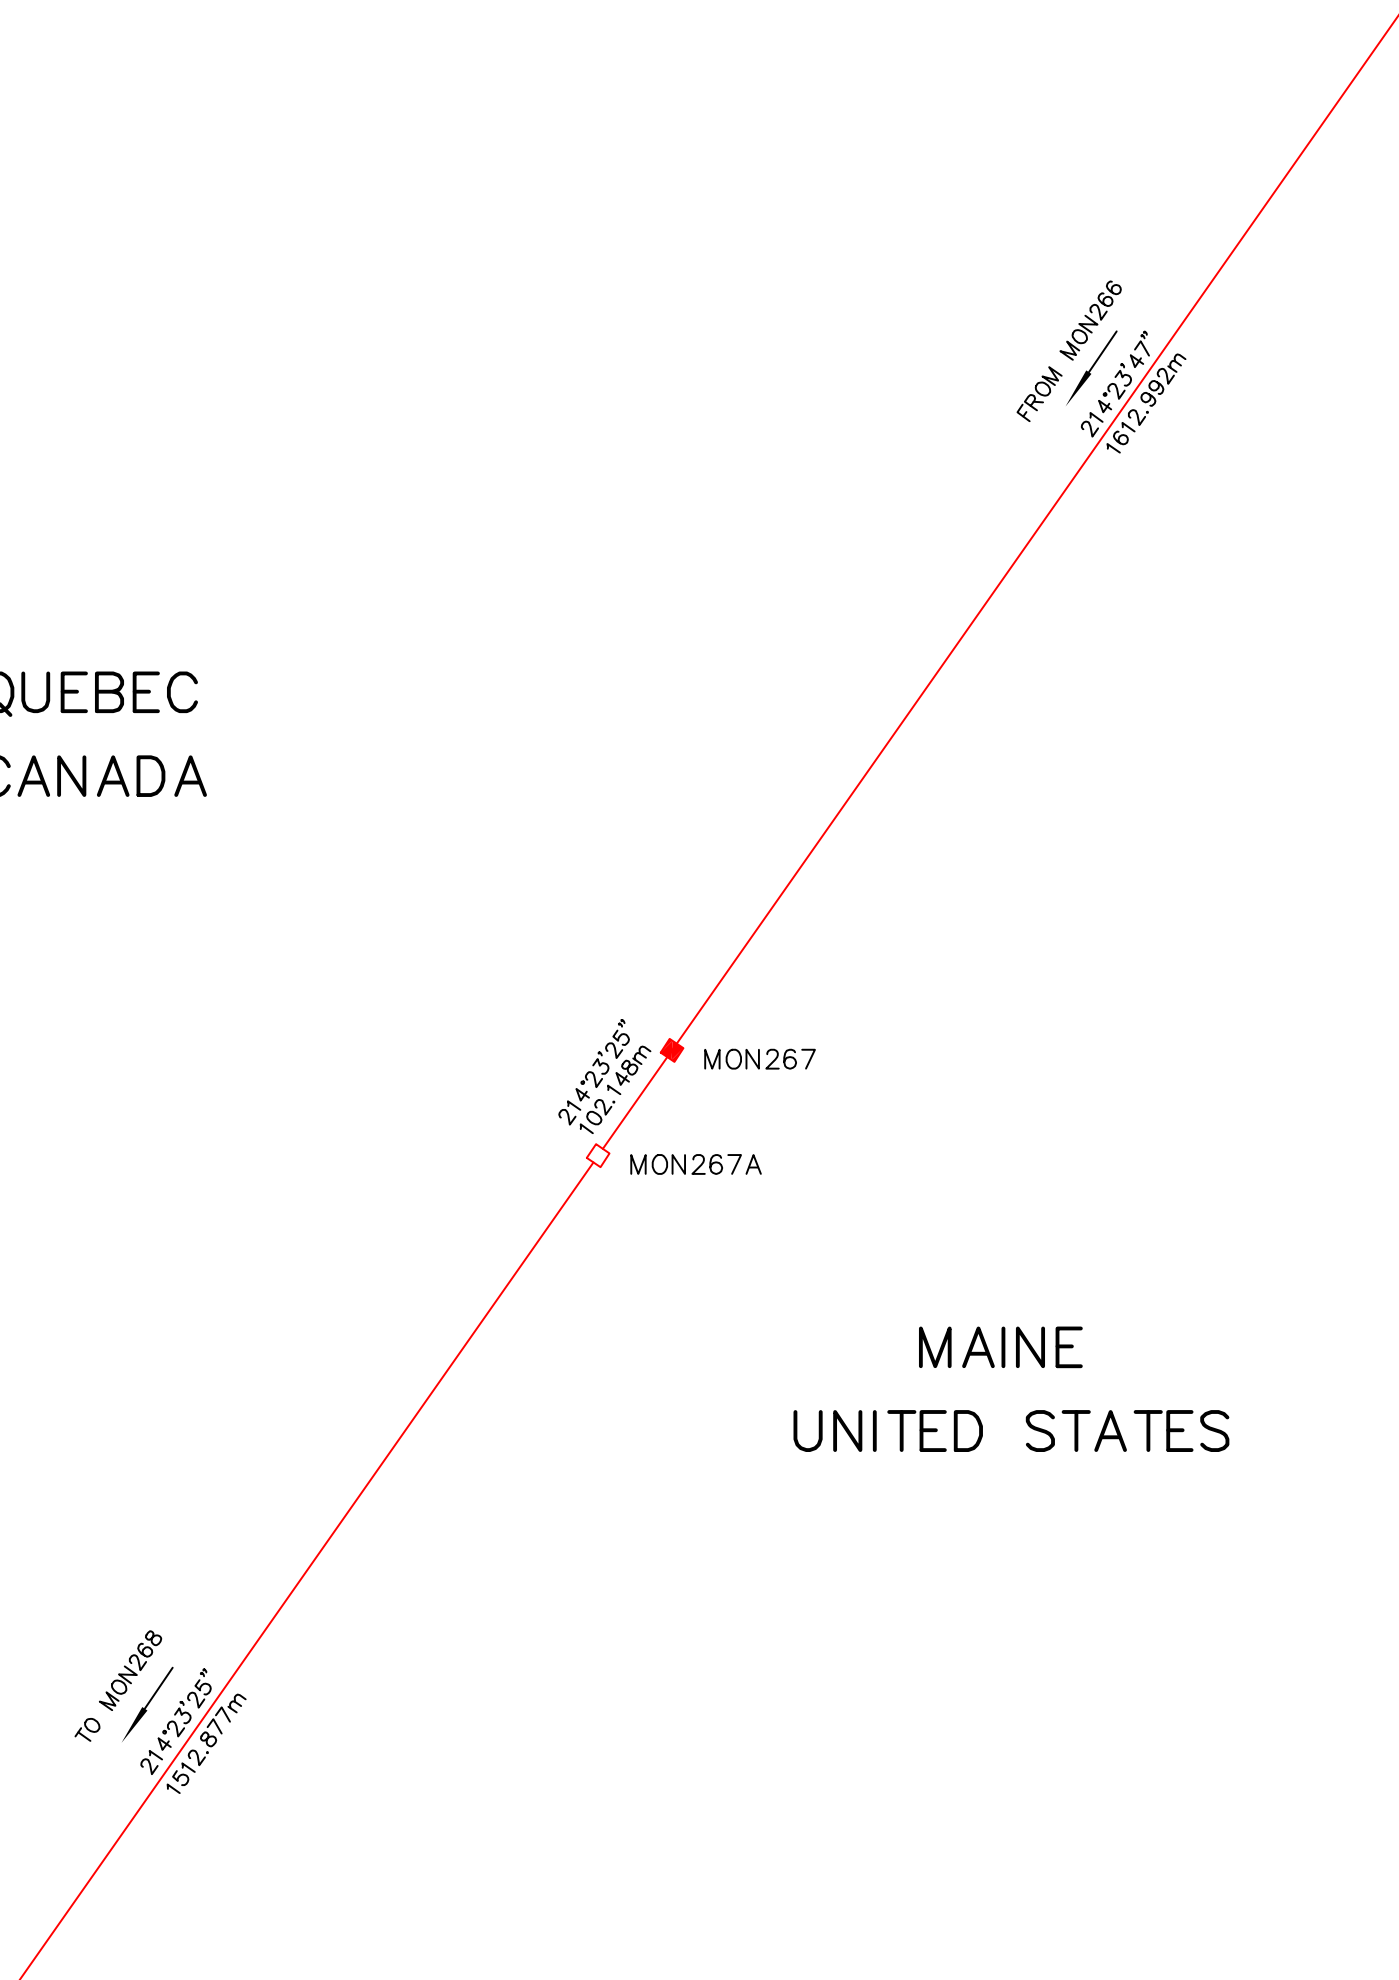 FROM MON266
214°23'47"
1612.992m
QUEBEC
CANADA
214°23'25"
102.148m
MON267
MON267A
MAINE
UNITED STATES
TO MON268
214°23'25"
1512.877m